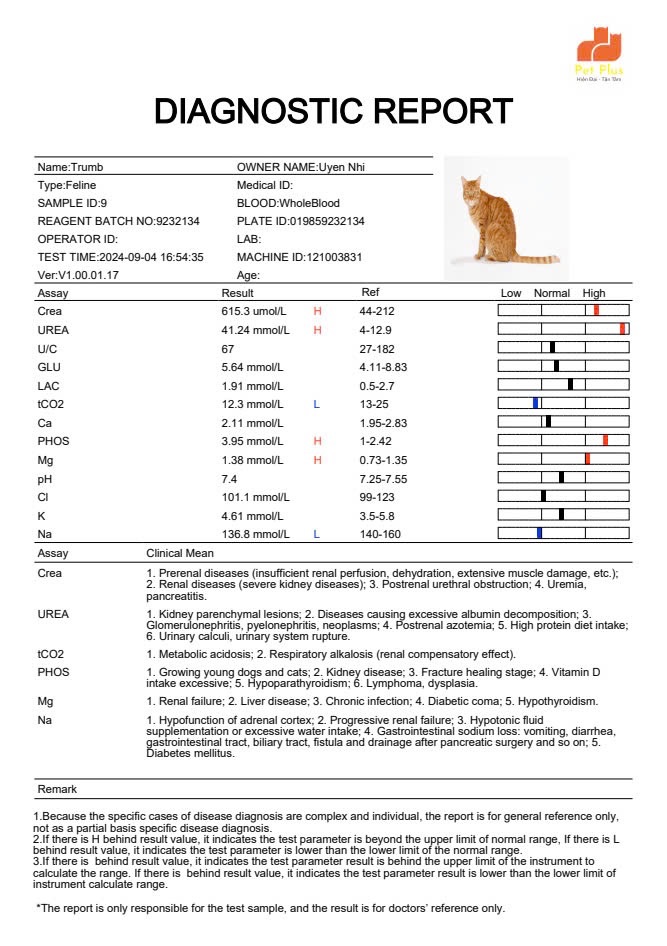 Pet Plus
Hiện Đại - Tận Tâm
DIAGNOSTIC REPORT
Name:Trumb OWNER NAME:Uyen Nhi
Type:Feline Medical ID:
SAMPLE ID:9 BLOOD:WholeBlood
REAGENT BATCH NO:9232134 PLATE ID:019859232134
OPERATOR ID: LAB:
TEST TIME:2024-09-04 16:54:35 MACHINE ID:121003831
Ver:V1.00.01.17 Age:
Assay Result Ref Low Normal High
Crea 615.3 umol/L H 44-212
UREA 41.24 mmol/L H 4-12.9
U/C 67 27-182
GLU 5.64 mmol/L 4.11-8.83
LAC 1.91 mmol/L 0.5-2.7
tCO2 12.3 mmol/L L 13-25
Ca 2.11 mmol/L 1.95-2.83
PHOS 3.95 mmol/L H 1-2.42
Mg 1.38 mmol/L H 0.73-1.35
pH 7.4 7.25-7.55
Cl 101.1 mmol/L 99-123
K 4.61 mmol/L 3.5-5.8
Na 136.8 mmol/L L 140-160
Assay Clinical Mean
Crea 1. Prerenal diseases (insufficient renal perfusion, dehydration, extensive muscle damage, etc.);
2. Renal diseases (severe kidney diseases); 3. Postrenal urethral obstruction; 4. Uremia,
pancreatitis.
UREA 1. Kidney parenchymal lesions; 2. Diseases causing excessive albumin decomposition; 3.
Glomerulonephritis, pyelonephritis, neoplasms; 4. Postrenal azotemia; 5. High protein diet intake;
6. Urinary calculi, urinary system rupture.
tCO2 1. Metabolic acidosis; 2. Respiratory alkalosis (renal compensatory effect).
PHOS 1. Growing young dogs and cats; 2. Kidney disease; 3. Fracture healing stage; 4. Vitamin D
intake excessive; 5. Hypoparathyroidism; 6. Lymphoma, dysplasia.
Mg 1. Renal failure; 2. Liver disease; 3. Chronic infection; 4. Diabetic coma; 5. Hypothyroidism.
Na 1. Hypofunction of adrenal cortex; 2. Progressive renal failure; 3. Hypotonic fluid
supplementation or excessive water intake; 4. Gastrointestinal sodium loss: vomiting, diarrhea,
gastrointestinal tract, biliary tract, fistula and drainage after pancreatic surgery and so on; 5.
Diabetes mellitus.
Remark
1.Because the specific cases of disease diagnosis are complex and individual, the report is for general reference only,
not as a partial basis specific disease diagnosis.
2.If there is H behind result value, it indicates the test parameter is beyond the upper limit of normal range, If there is L
behind result value, it indicates the test parameter is lower than the lower limit of the normal range.
3.If there is behind result value, it indicates the test parameter result is behind the upper limit of the instrument to
calculate the range. If there is behind result value, it indicates the test parameter result is lower than the lower limit of
instrument calculate range.
*The report is only responsible for the test sample, and the result is for doctors' reference only.